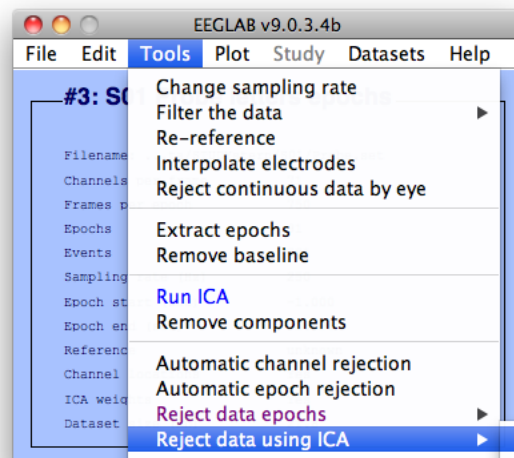 EEGLAB v9.0.3.4b
File Edit Tools Plot Study Datasets Help
#3: S01
Change sampling rate
Filter the data
Re-reference
Interpolate electrodes
Reject continuous data by eye
Extract epochs
Remove baseline
Run ICA
Remove components
Automatic channel rejection
Automatic epoch rejection
Reject data epochs
Reject data using ICA
Filename
Channels
Frames p
Epochs
Events
Sampling
Epoch st
Epoch en
Referenc
Channel
ICA weig
Dataset